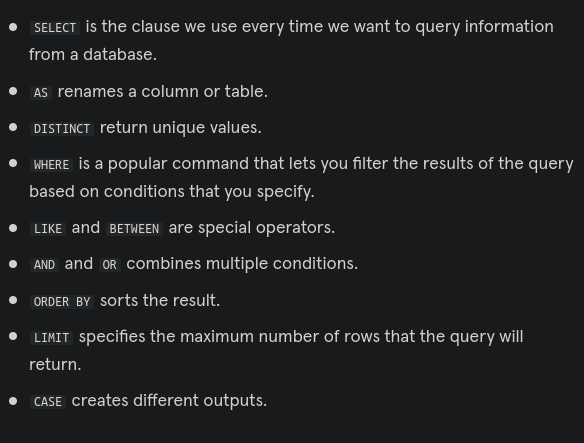 SELECT is the clause we use every time we want to query information
from a database.
AS renames a column or table.
DISTINCT return unique values.
WHERE is a popular command that lets you filter the results of the query
based on conditions that you specify.
LIKE and BETWEEN are special operators.
AND and OR combines multiple conditions.
ORDER BY sorts the result.
LIMIT specifies the maximum number of rows that the query will
return.
CASE creates different outputs.